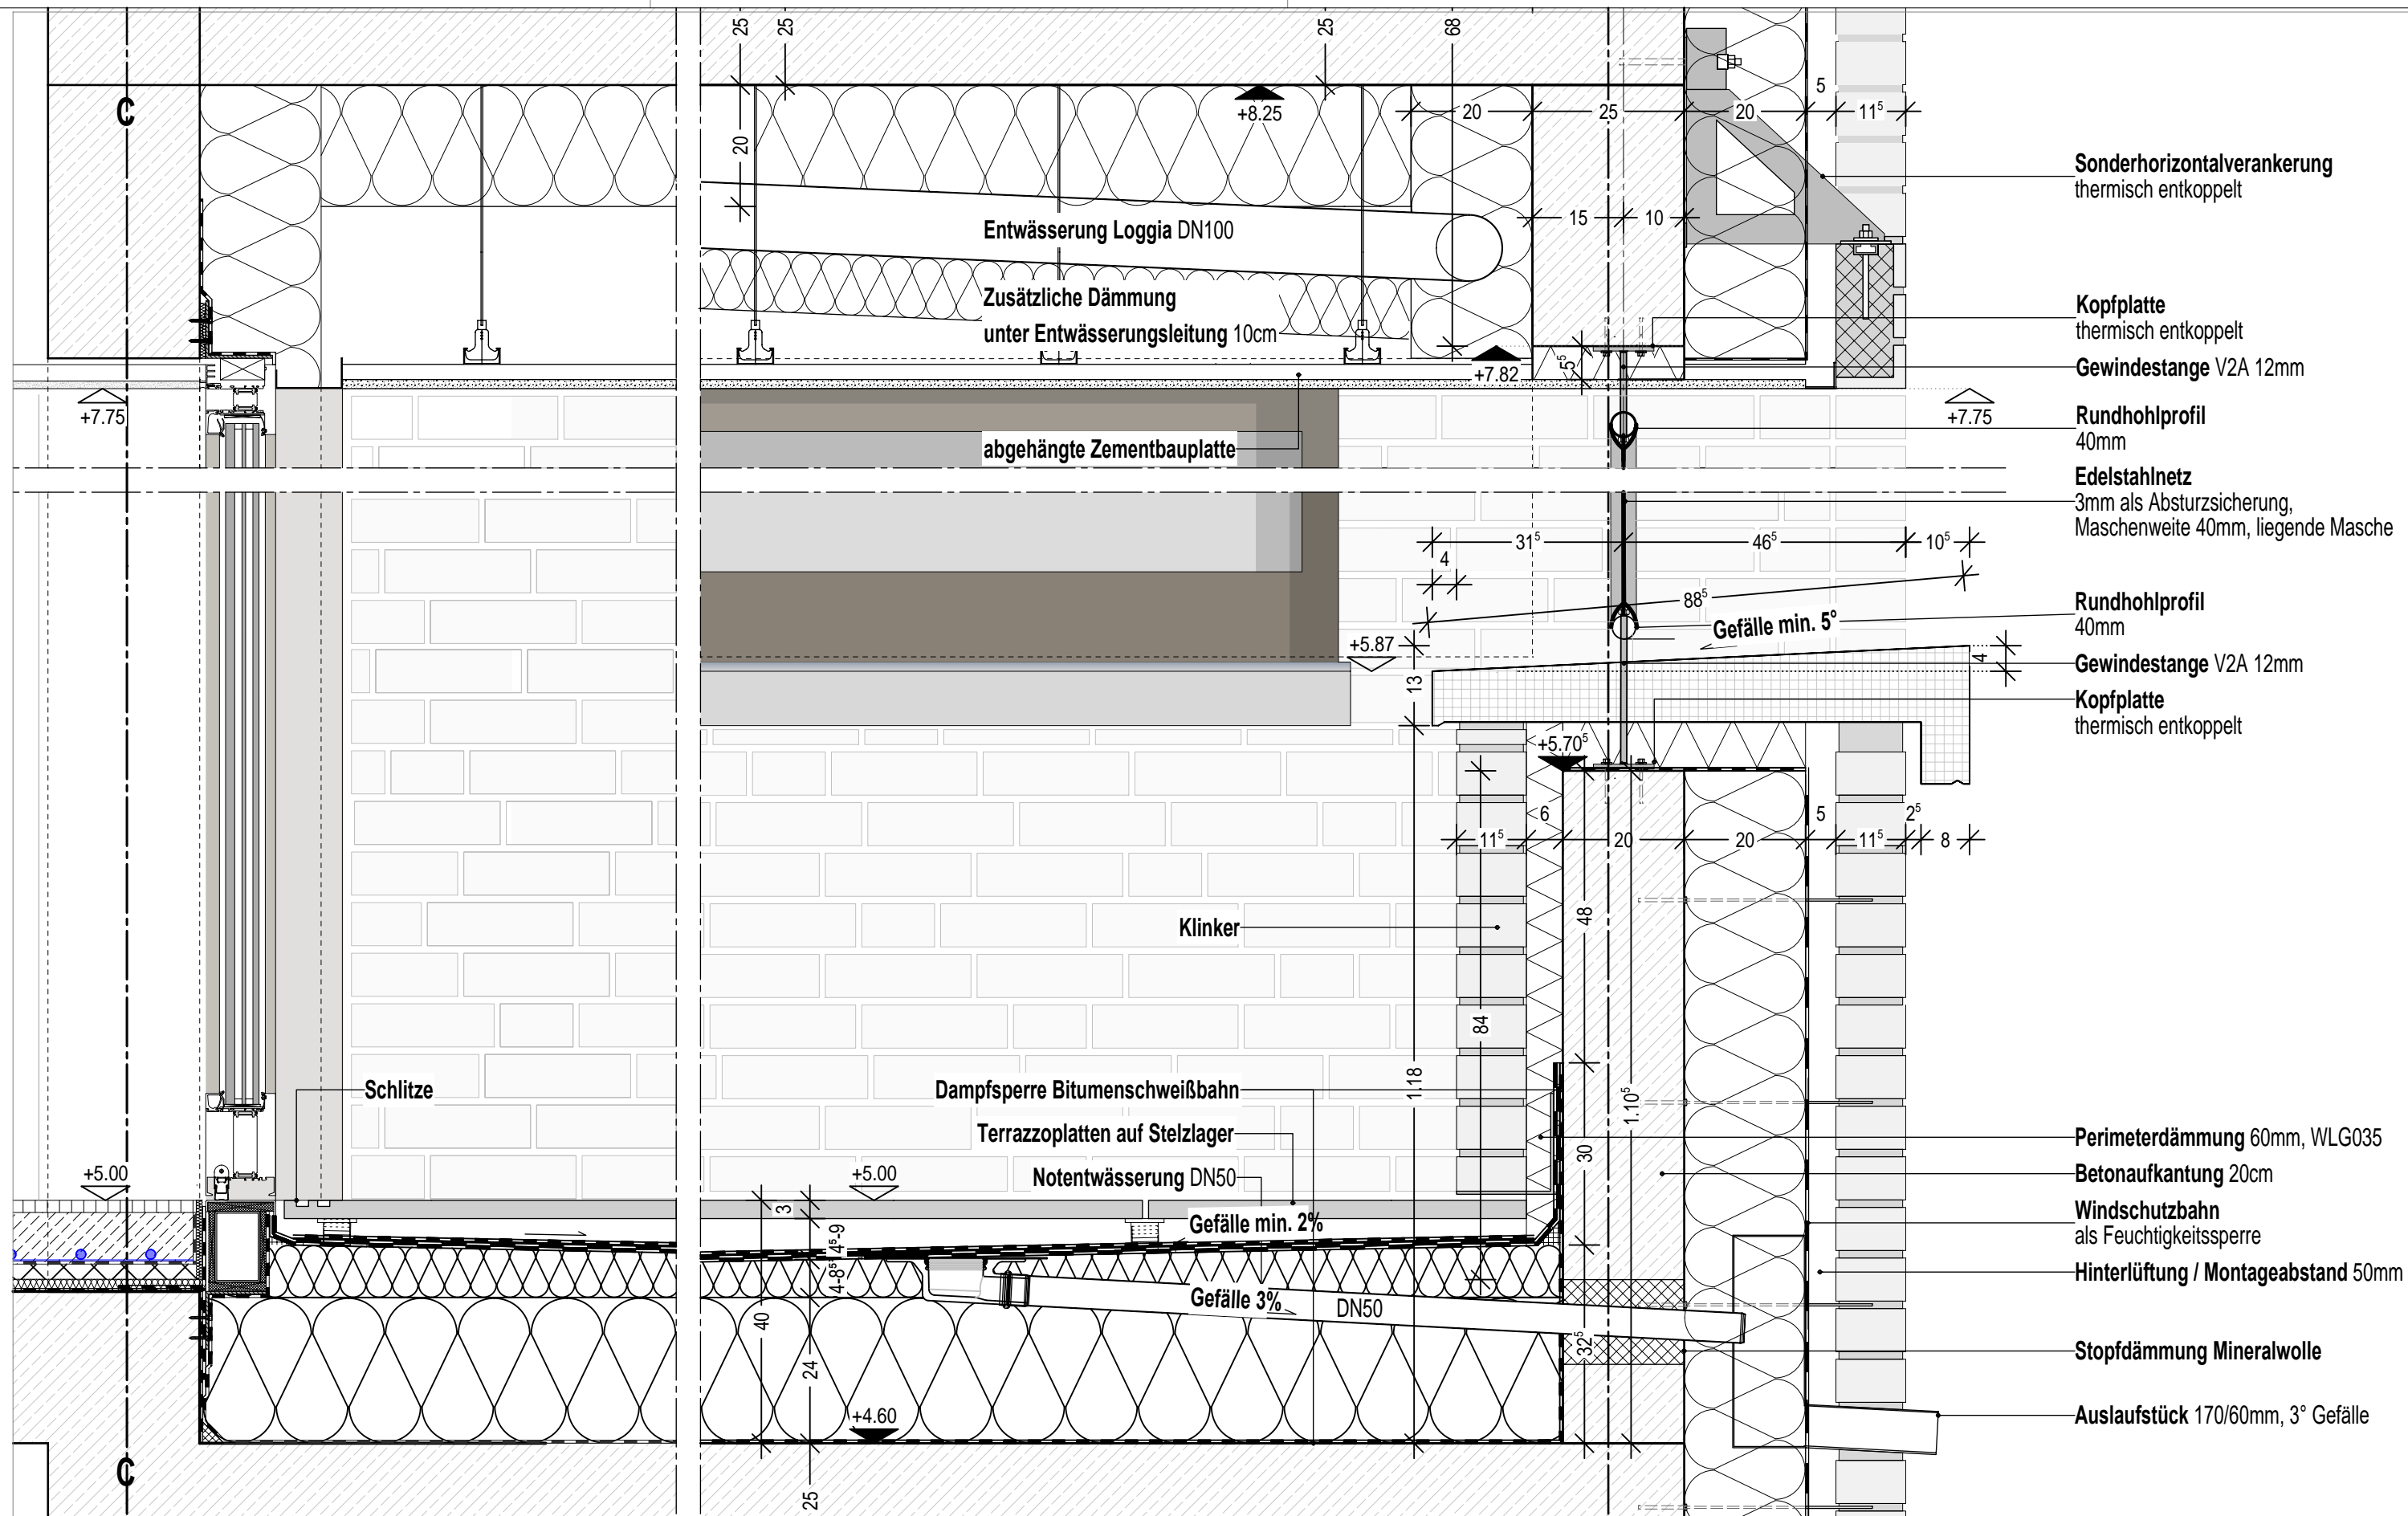 25
25
25
68
℄
+8.25
20
25
20
5
11⁵
20
Sonderhorizontalverankerung
thermisch entkoppelt
15
10
Entwässerung Loggia DN100
Zusätzliche Dämmung
unter Entwässerungsleitung 10cm
Kopfplatte
thermisch entkoppelt
5⁵
+7.82
Gewindestange V2A 12mm
+7.75
+7.75
Rundhohlprofil
40mm
abgehängte Zementbauplatte
Edelstahlnetz
3mm als Absturzsicherung,
Maschenweite 40mm, liegende Masche
31⁵
46⁵
10⁵
4
88⁵
Rundhohlprofil
40mm
Gefälle min. 5°
+5.87
4
13
Gewindestange V2A 12mm
Kopfplatte
thermisch entkoppelt
+5.70⁵
6
5
2⁵
11⁵
20
20
11⁵
8
Klinker
48
84
Schlitze
Dampfsperre Bitumenschweißbahn
1.18
1.10⁵
Terrazzoplatten auf Stelzlager
Perimeterdämmung 60mm, WLG035
30
+5.00
+5.00
Notentwässerung DN50
Betonaufkantung 20cm
3
Gefälle min. 2%
Windschutzbahn
als Feuchtigkeitssperre
4⁵-9
4-8⁵
Hinterlüftung / Montageabstand 50mm
Gefälle 3%
DN50
40
32⁵
Stopfdämmung Mineralwolle
24
+4.60
Auslaufstück 170/60mm, 3° Gefälle
℄
25